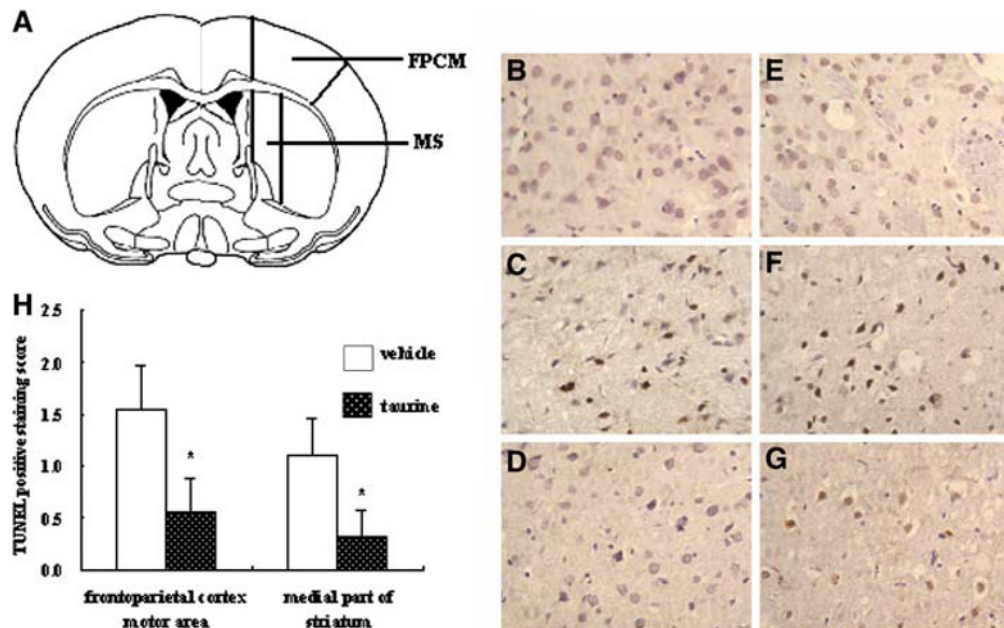 A
FPCM
MS
B
E
C
F
D
G
H
TUNEL positive staining score
2.5
2.0
1.5
1.0
0.5
0.0
vehicle
taurine
*
*
frontoparietal cortex
motor area
medial part of
striatum